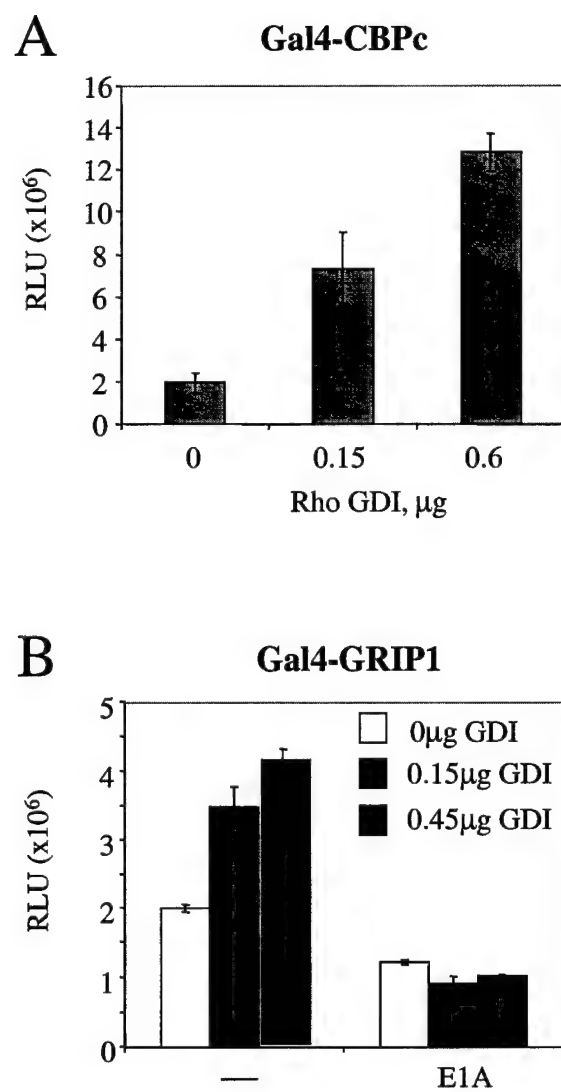 A
Gal4-CBPc
RLU (x10⁶)
16
14
12
10
8
6
4
2
0
0 0.15 0.6
Rho GDI, µg
B
Gal4-GRIP1
RLU (x10⁶)
5
4
3
2
1
0
0µg GDI
0.15µg GDI
0.45µg GDI
— E1A